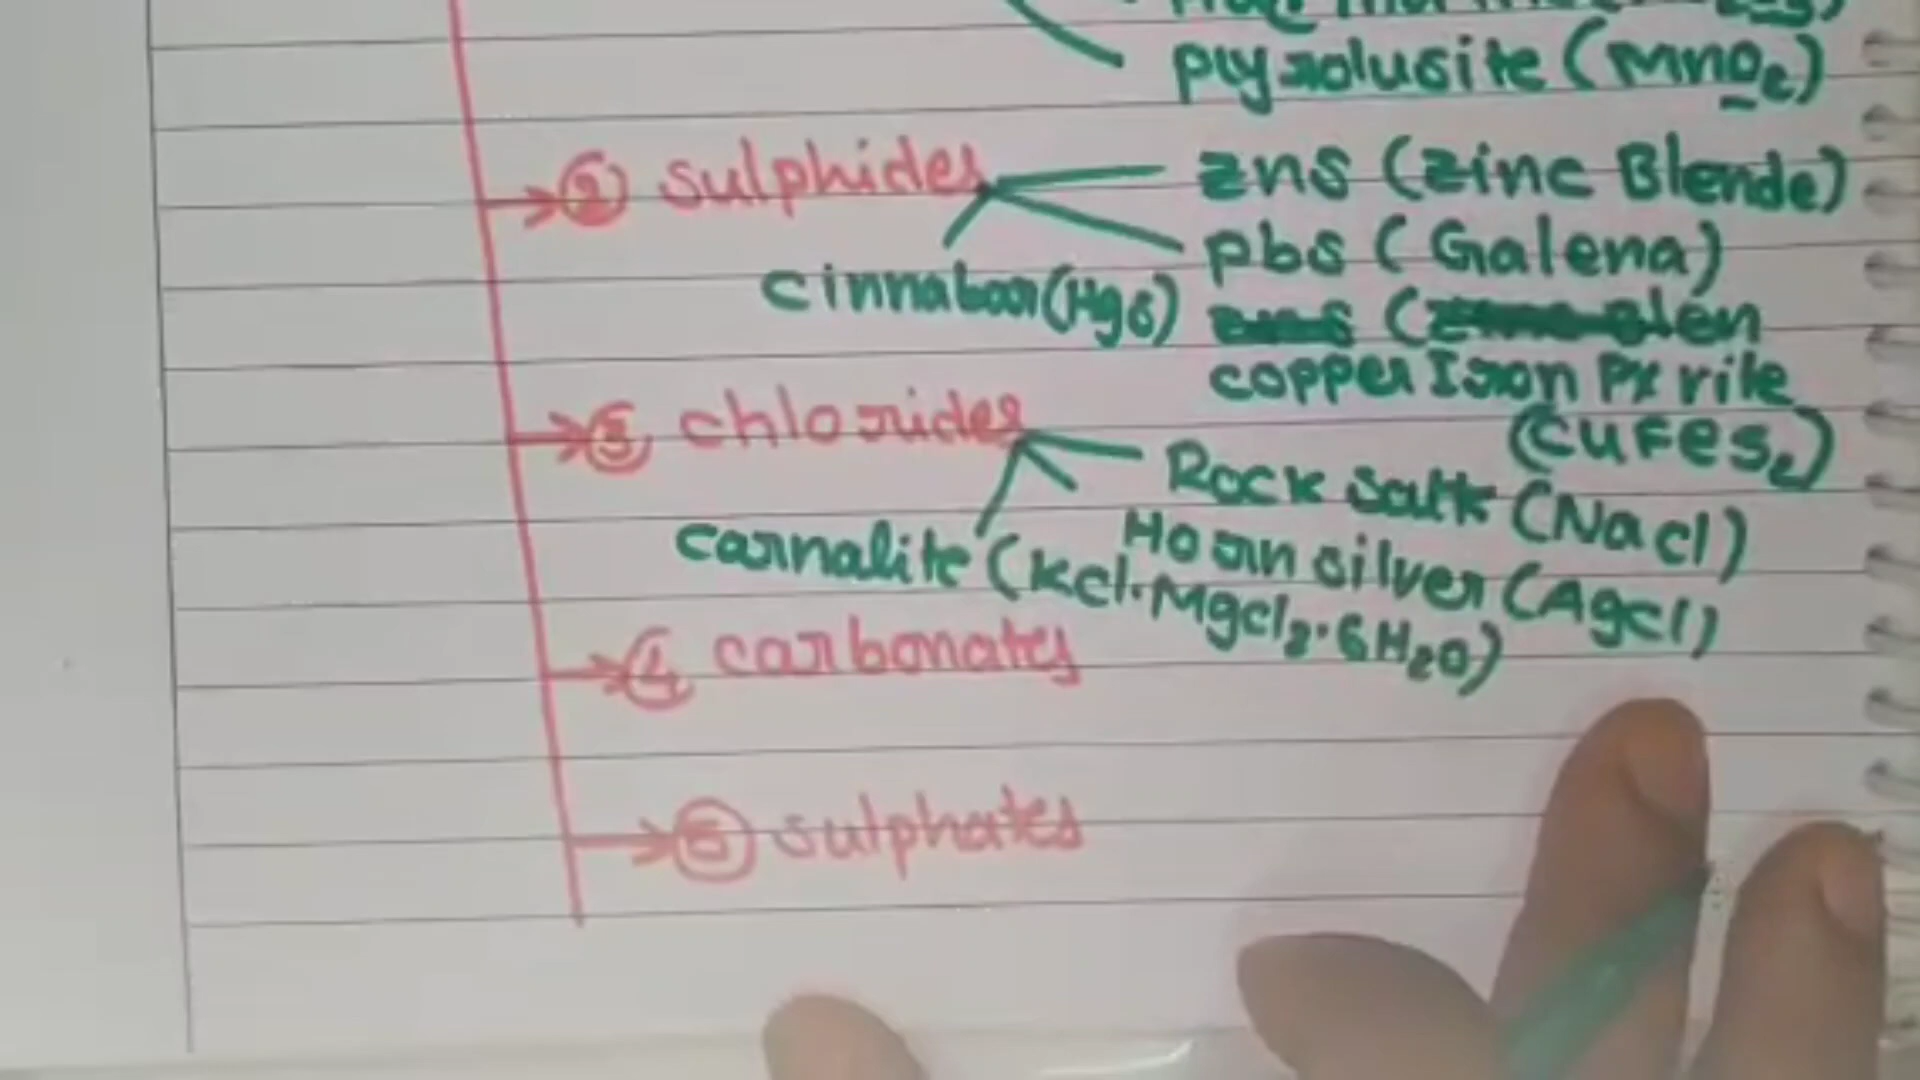 plyrolusite (MnO2)
② sulphides
zns (zinc Blende)
pbs (Galena)
cinnabar(HgS)
copper Iron Pyrite
(CuFeS2)
③ chlorides
Rock salt (Nacl)
Horn silver (Agcl)
carnalite (Kcl.Mgcl2.6H2O)
④ carbonates
⑤ sulphates